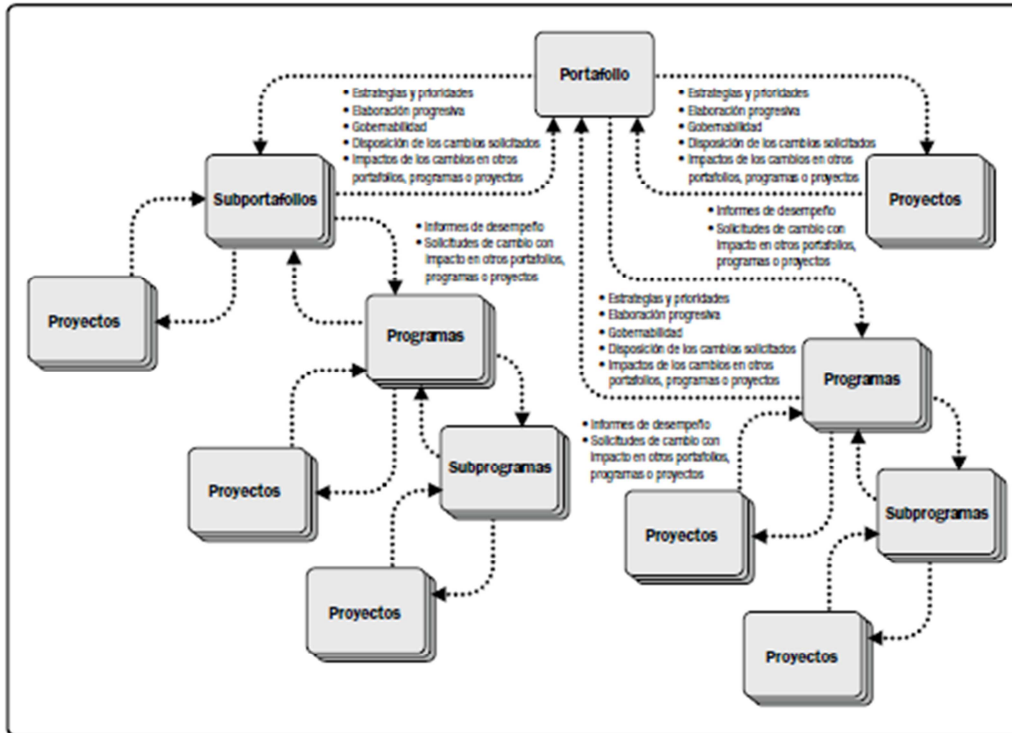 Portafolio
• Estrategias y prioridades
• Elaboración progresiva
• Gobernabilidad
• Disposición de los cambios solicitados
• Impactos de los cambios en otros
portafolios, programas o proyectos
• Estrategias y prioridades
• Elaboración progresiva
• Gobernabilidad
• Disposición de los cambios solicitados
• Impactos de los cambios en otros
portafolios, programas o proyectos
Subportafolios
Proyectos
• Informes de desempeño
• Solicitudes de cambio con
impacto en otros portafolios,
programas o proyectos
• Informes de desempeño
• Solicitudes de cambio con
impacto en otros portafolios,
programas o proyectos
Proyectos
Programas
• Estrategias y prioridades
• Elaboración progresiva
• Gobernabilidad
• Disposición de los cambios solicitados
• Impactos de los cambios en otros
portafolios, programas o proyectos
Programas
• Informes de desempeño
• Solicitudes de cambio con
impacto en otros portafolios,
programas o proyectos
Proyectos
Subprogramas
Proyectos
Subprogramas
Proyectos
Proyectos